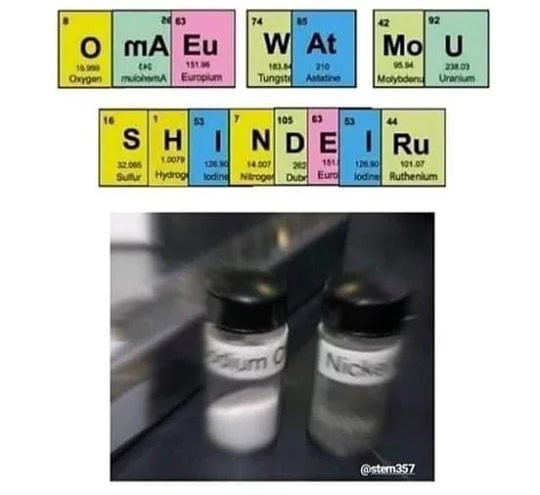 8 95 63 74 85 42 92
O mA Eu W At Mo U
15.999 243 151.96 183.84 210 95.94 238.03
Oxygen muiohemA Europium Tungste Astatine Molybdenu Uranium
16 1 53 7 105 63 53 44
S H I N D E I Ru
32.065 1.0079 126.90 14.007 262 151. 126.90 101.07
Sulfur Hydrog Iodine Nitroger Dubr Euro Iodine Ruthenium
dium C Nicke
@stem357